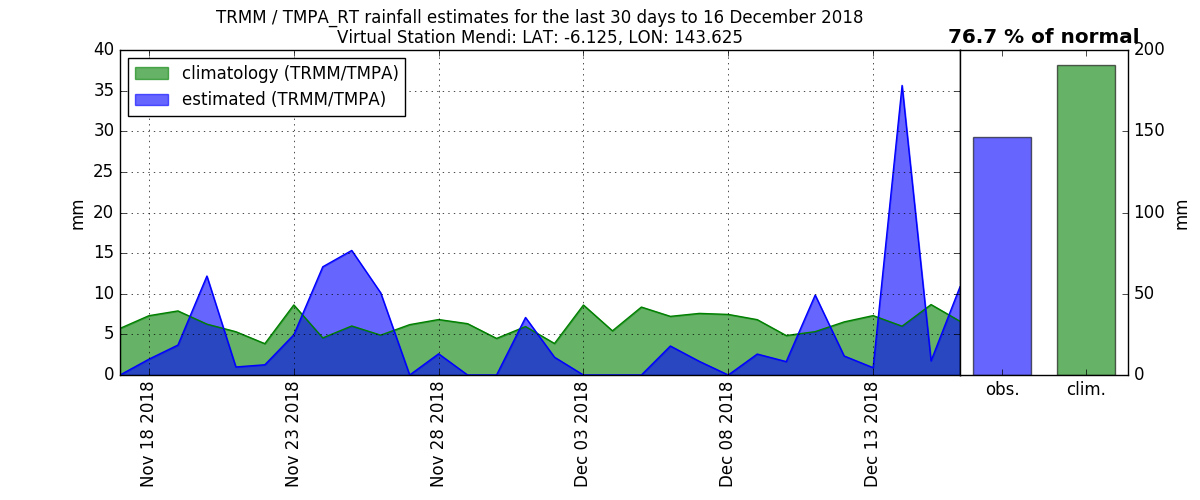 TRMM / TMPA_RT rainfall estimates for the last 30 days to 16 December 2018
Virtual Station Mendi: LAT: -6.125, LON: 143.625
76.7 % of normal
climatology (TRMM/TMPA)
estimated (TRMM/TMPA)
mm
40
35
30
25
20
15
10
5
0
Nov 18 2018
Nov 23 2018
Nov 28 2018
Dec 03 2018
Dec 08 2018
Dec 13 2018
obs.
clim.
200
150
100
50
0
mm